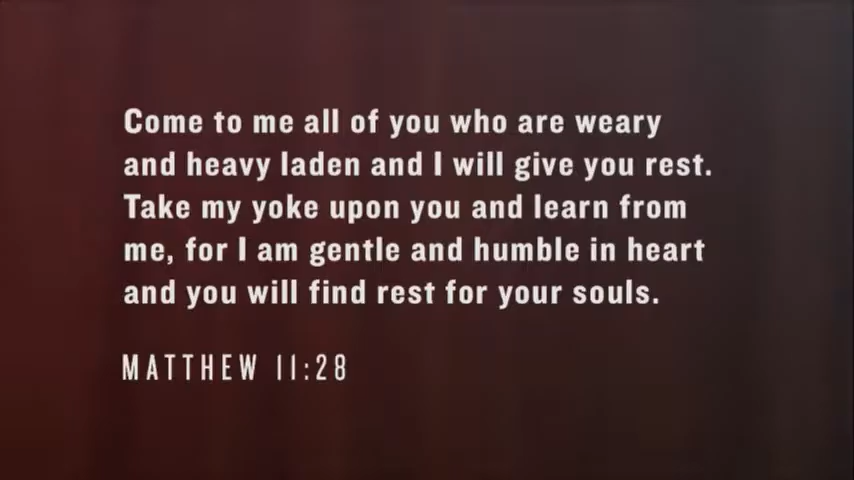 Come to me all of you who are weary
and heavy laden and I will give you rest.
Take my yoke upon you and learn from
me, for I am gentle and humble in heart
and you will find rest for your souls.
MATTHEW 11:28